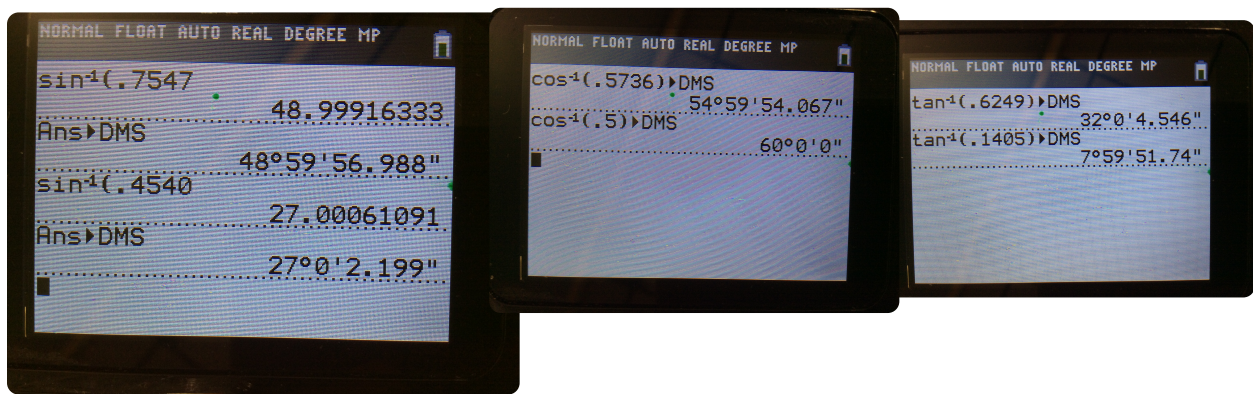 NORMAL FLOAT AUTO REAL DEGREE MP
sin⁻¹(.7547
48.99916333
Ans▶DMS
48°59'56.988"
sin⁻¹(.4540
27.00061091
Ans▶DMS
27°0'2.199"
NORMAL FLOAT AUTO REAL DEGREE MP
cos⁻¹(.5736)▶DMS
54°59'54.067"
cos⁻¹(.5)▶DMS
60°0'0"
NORMAL FLOAT AUTO REAL DEGREE MP
tan⁻¹(.6249)▶DMS
32°0'4.546"
tan⁻¹(.1405)▶DMS
7°59'51.74"